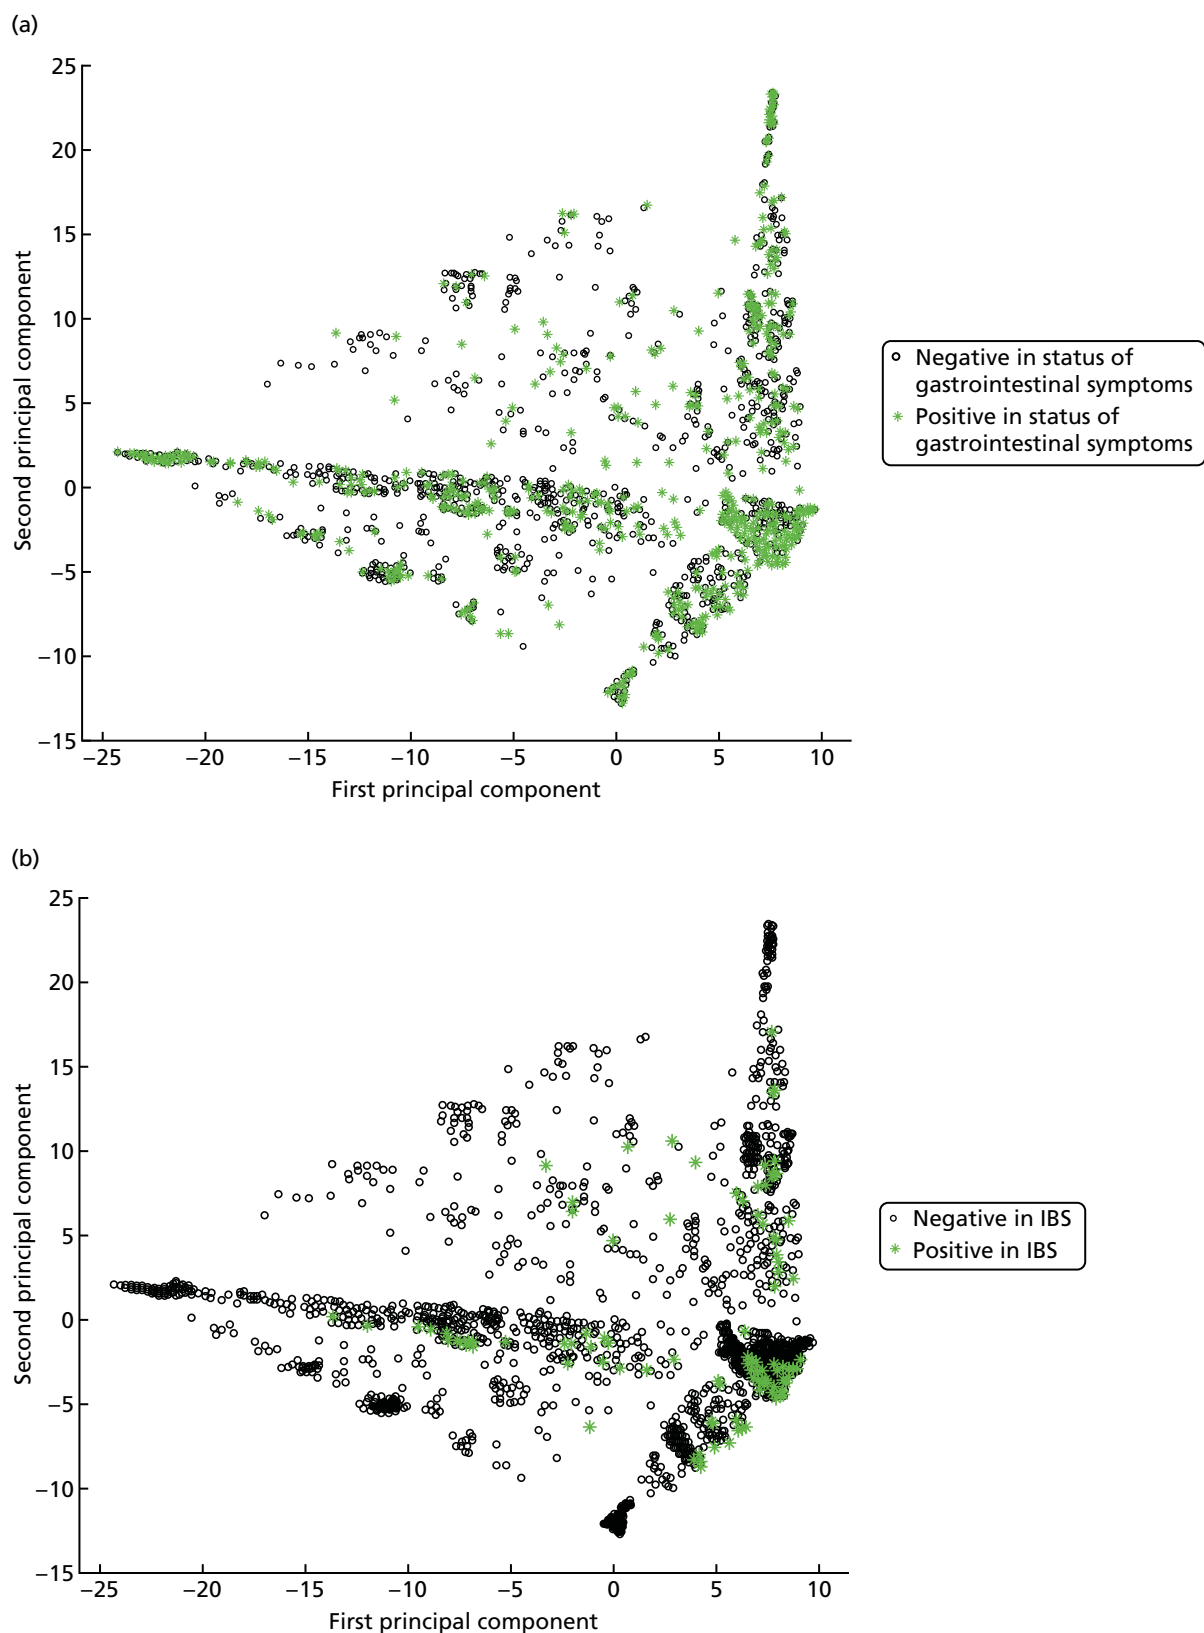 (a)
25
20
15
10
5
0
−5
−10
−15
−25
−20
−15
−10
−5
0
5
10
Second principal component
First principal component
Negative in status of
gastrointestinal symptoms
Positive in status of
gastrointestinal symptoms
(b)
25
20
15
10
5
0
−5
−10
−15
−25
−20
−15
−10
−5
0
5
10
Second principal component
First principal component
Negative in IBS
Positive in IBS